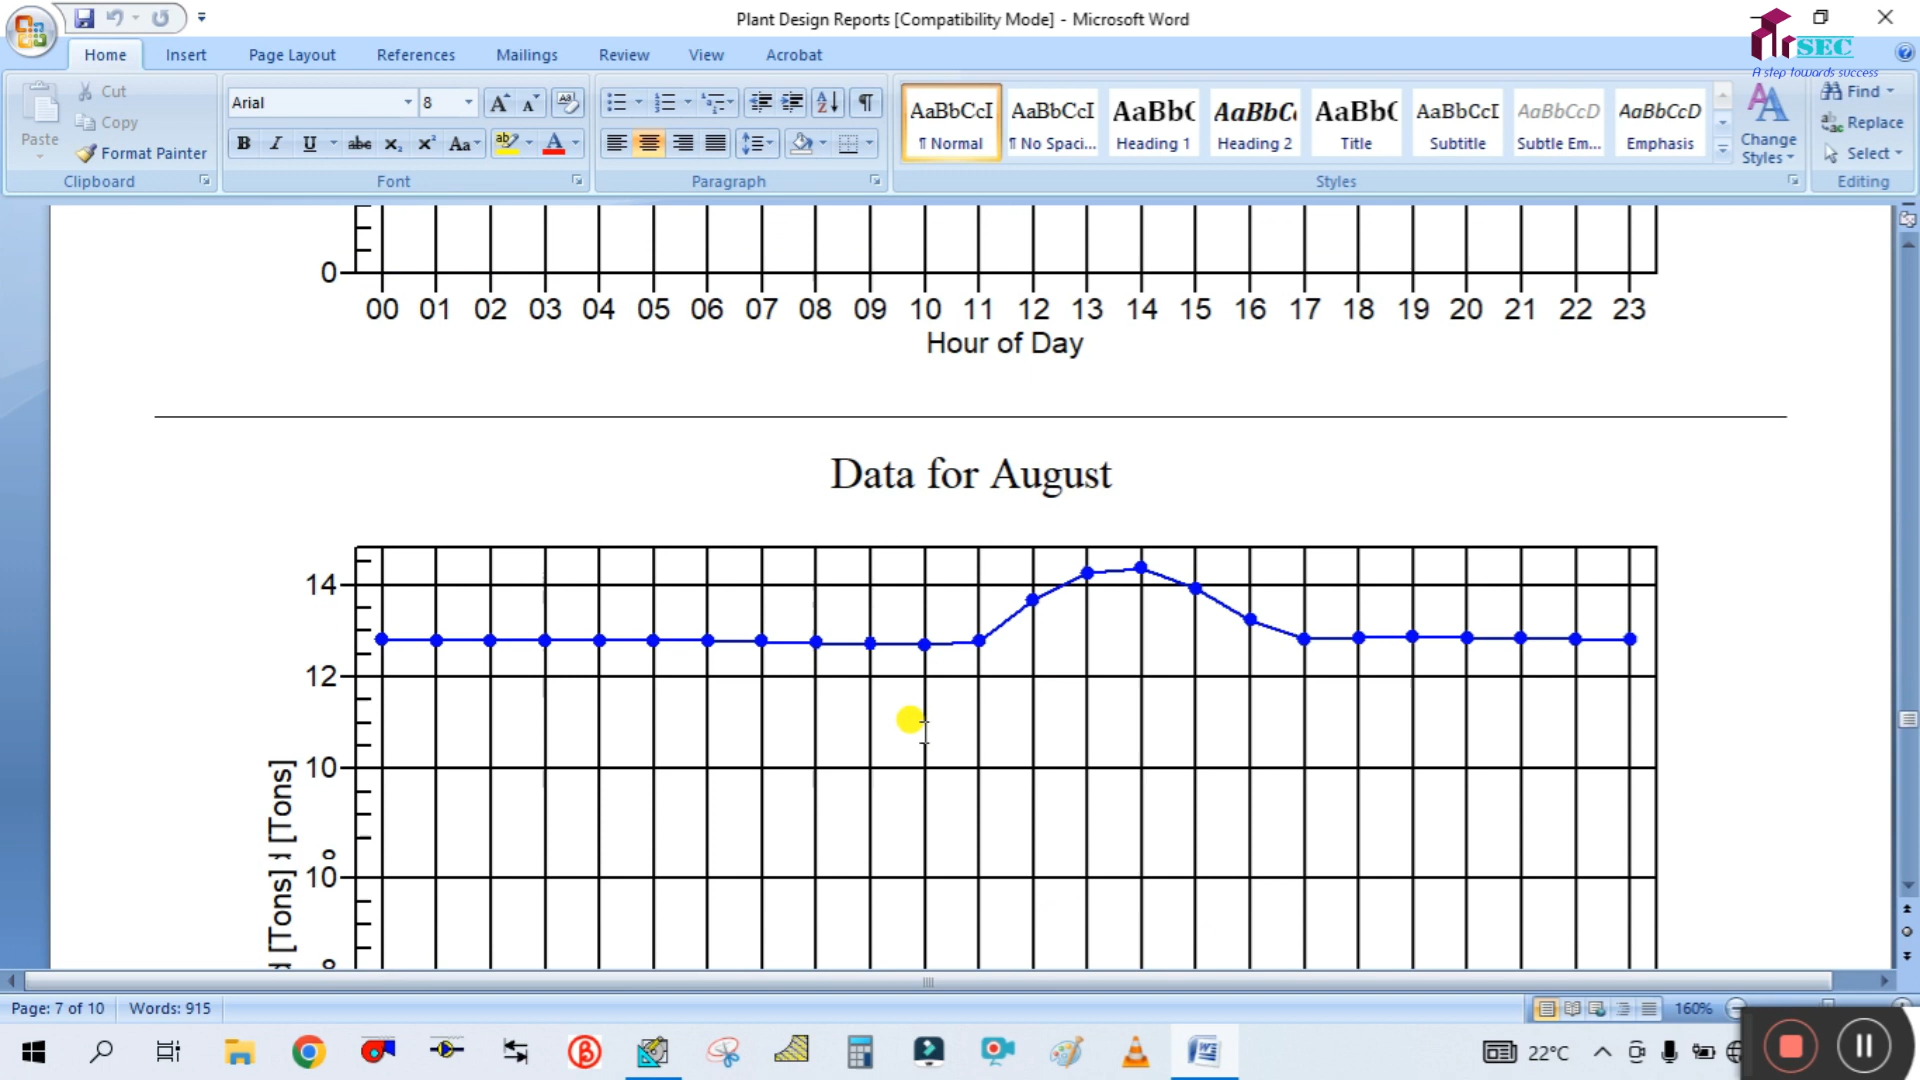 Plant Design Reports [Compatibility Mode] - Microsoft Word
SEC
A step towards success
Home Insert Page Layout References Mailings Review View Acrobat
Paste
Cut
Copy
Format Painter
Clipboard
Arial 8
Font
Paragraph
AaBbCcI AaBbCcI AaBbC AaBbCc AaBbC AaBbCcI AaBbCcD AaBbCcD
¶ Normal ¶ No Spaci... Heading 1 Heading 2 Title Subtitle Subtle Em... Emphasis
Change Styles
Styles
Find
Replace
Select
Editing
0
00 01 02 03 04 05 06 07 08 09 10 11 12 13 14 15 16 17 18 19 20 21 22 23
Hour of Day
Data for August
14
12
10
[Tons]
10
[Tons]
Page: 7 of 10 Words: 915 160%
22°C